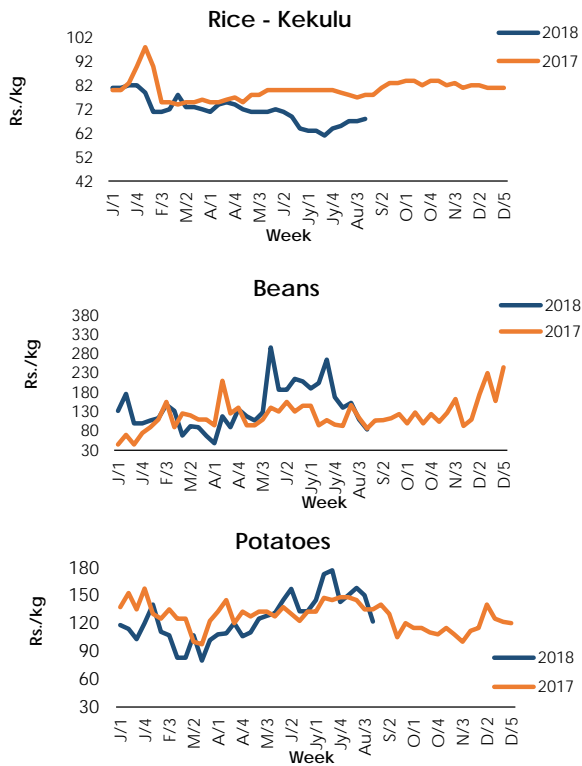 Rice - Kekulu
2018
2017
Rs./kg
102
92
82
72
62
52
42
J/1 J/4 F/3 M/2 A/1 A/4 M/3 J/2 Jy/1 Jy/4 Au/3 S/2 O/1 O/4 N/3 D/2 D/5
Week
Beans
2018
2017
Rs./kg
380
330
280
230
180
130
80
30
J/1 J/4 F/3 M/2 A/1 A/4 M/3 J/2 Jy/1 Jy/4 Au/3 S/2 O/1 O/4 N/3 D/2 D/5
Week
Potatoes
Rs./kg
180
150
120
90
60
30
2018
2017
J/1 J/4 F/3 M/2 A/1 A/4 M/3 J/2 Jy/1 Jy/4 Au/3 S/2 O/1 O/4 N/3 D/2 D/5
Week